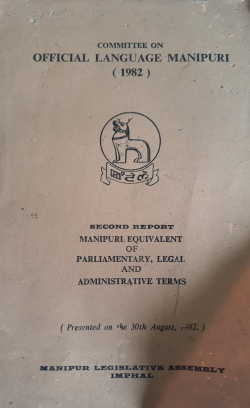 COMMITTEE ON
OFFICIAL LANGUAGE MANIPURI
( 1982 )
SECOND REPORT
MANIPURI EQUIVALENT
OF
PARLIAMENTARY, LEGAL
AND
ADMINISTRATIVE TERMS
( Presented on the 30th August, 1982. )
MANIPUR LEGISLATIVE ASSEMBLY
IMPHAL